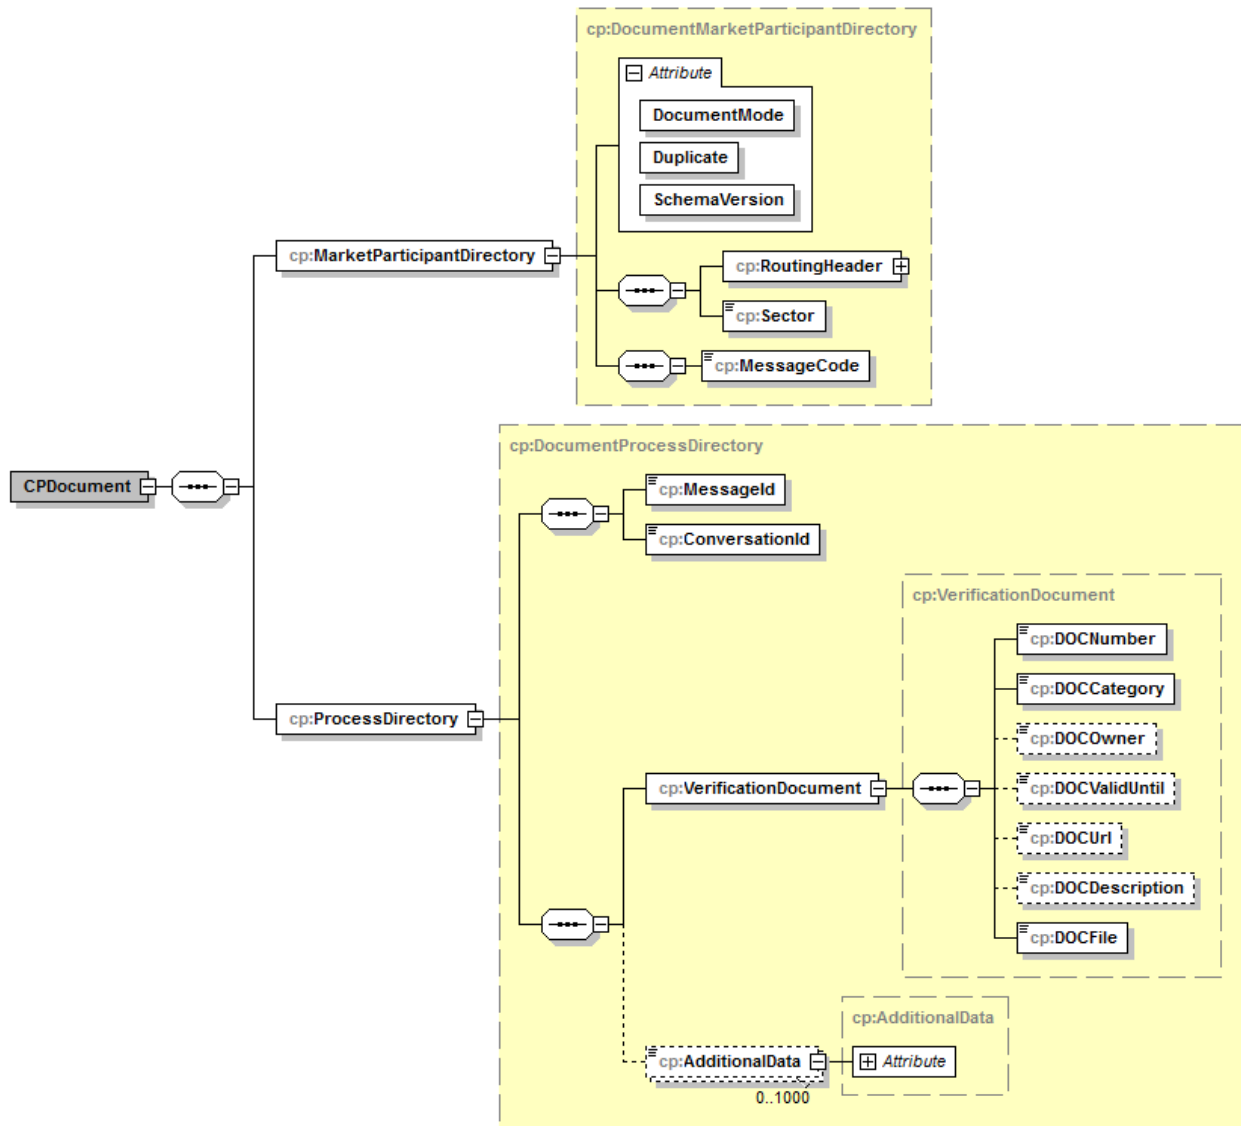 cp:DocumentMarketParticipantDirectory
Attribute
DocumentMode
Duplicate
SchemaVersion
cp:MarketParticipantDirectory
cp:RoutingHeader
cp:Sector
cp:MessageCode
cp:DocumentProcessDirectory
CPDocument
cp:MessageId
cp:ConversationId
cp:VerificationDocument
cp:DOCNumber
cp:DOCCategory
cp:ProcessDirectory
cp:DOCOwner
cp:VerificationDocument
cp:DOCValidUntil
cp:DOCUrl
cp:DOCDescription
cp:DOCFile
cp:AdditionalData
cp:AdditionalData
Attribute
0..1000